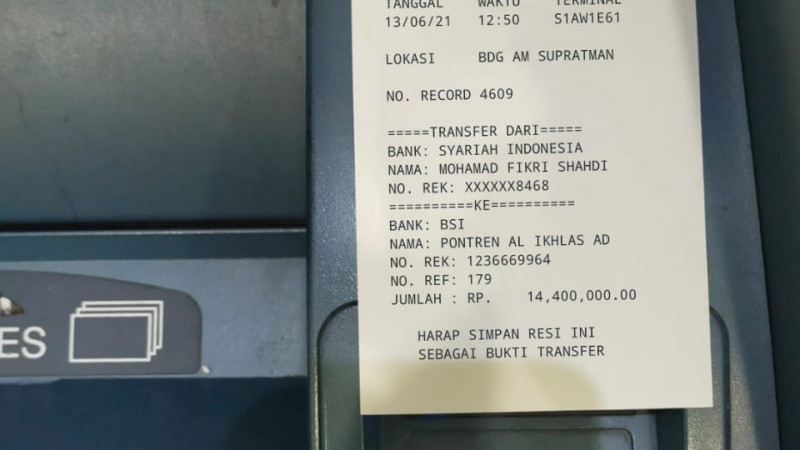 TANGGAL WAKTU TERMINAL
13/06/21 12:50 S1AW1E61
LOKASI BDG AM SUPRATMAN
NO. RECORD 4609
=====TRANSFER DARI=====
BANK: SYARIAH INDONESIA
NAMA: MOHAMAD FIKRI SHAHDI
NO. REK: XXXXXX8468
==========KE==========
BANK: BSI
NAMA: PONTREN AL IKHLAS AD
NO. REK: 1236669964
NO. REF: 179
JUMLAH : RP. 14,400,000.00
HARAP SIMPAN RESI INI
SEBAGAI BUKTI TRANSFER
ES